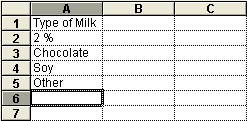 A B C
1 Type of Milk
2 2 %
3 Chocolate
4 Soy
5 Other
6
7